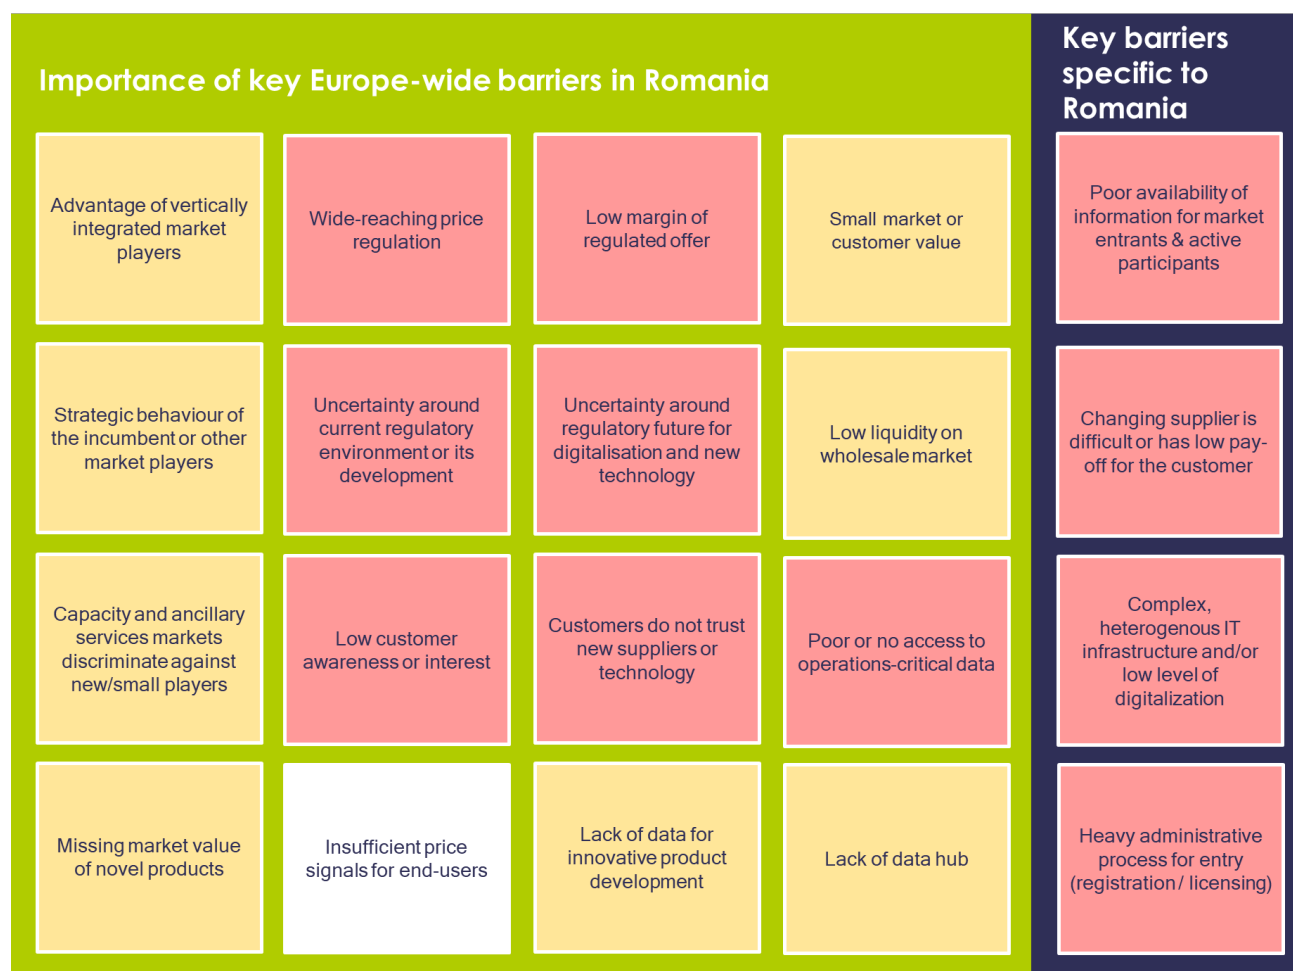 Importance of key Europe-wide barriers in Romania
Key barriers
specific to
Romania
Advantage of vertically
integrated market
players
Wide-reaching price
regulation
Low margin of
regulated offer
Small market or
customer value
Poor availability of
information for market
entrants & active
participants
Strategic behaviour of
the incumbent or other
market players
Uncertainty around
current regulatory
environment or its
development
Uncertainty around
regulatory future for
digitalisation and new
technology
Low liquidity on
wholesale market
Changing supplier is
difficult or has low pay-
off for the customer
Capacity and ancillary
services markets
discriminate against
new/small players
Low customer
awareness or interest
Customers do not trust
new suppliers or
technology
Poor or no access to
operations-critical data
Complex,
heterogenous IT
infrastructure and/or
low level of
digitalization
Missing market value
of novel products
Insufficient price
signals for end-users
Lack of data for
innovative product
development
Lack of data hub
Heavy administrative
process for entry
(registration / licensing)